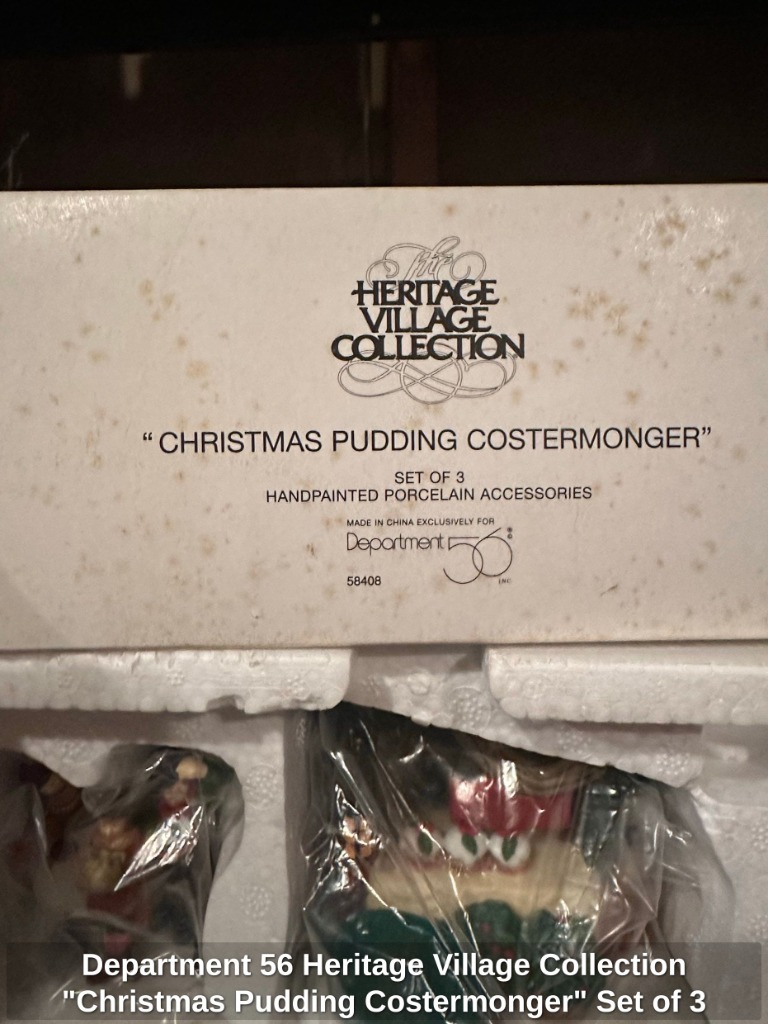 The
HERITAGE
VILLAGE
COLLECTION
“CHRISTMAS PUDDING COSTERMONGER”
SET OF 3
HANDPAINTED PORCELAIN ACCESSORIES
MADE IN CHINA EXCLUSIVELY FOR
Department 56
INC.
58408
Department 56 Heritage Village Collection
"Christmas Pudding Costermonger" Set of 3